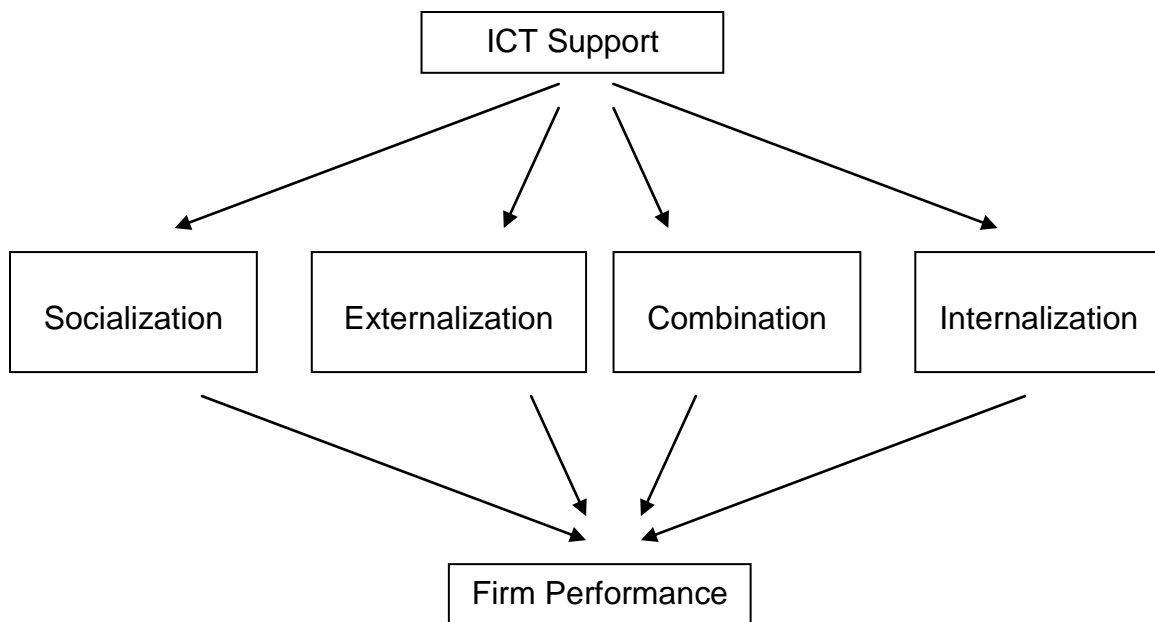 ICT Support
Socialization
Externalization
Combination
Internalization
Firm Performance